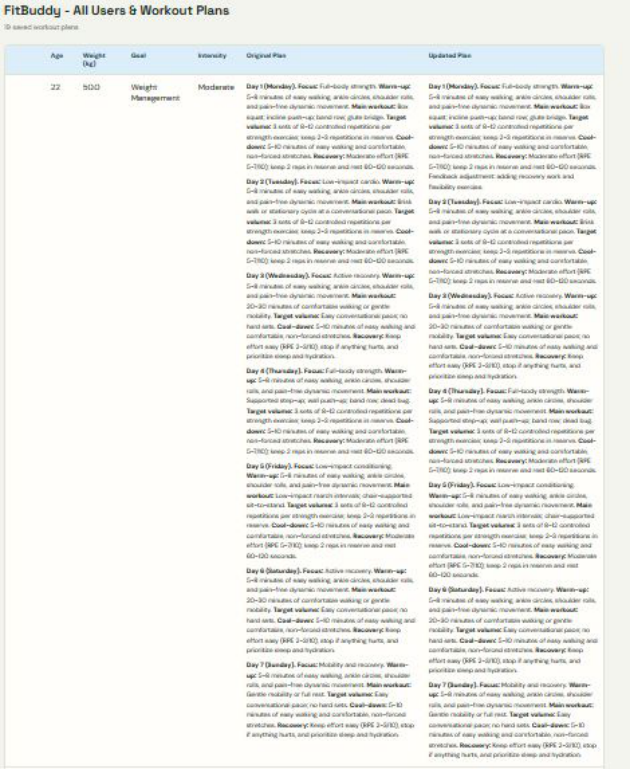 FitBuddy - All Users & Workout Plans
19 saved workout plans
Age
Weight (kg)
Goal
Intensity
Original Plan
Updated Plan
22
50.0
Weight Management
Moderate
Day 1 (Monday). Focus: Full-body strength. Warm-up:
5–8 minutes of easy walking, ankle circles, shoulder rolls,
and pain-free dynamic movement. Main workout: Box
squat; incline push-up; band row; glute bridge. Target
volume: 3 sets of 8–12 controlled repetitions per
strength exercise; keep 2–3 repetitions in reserve. Cool-
down: 5–10 minutes of easy walking and comfortable,
non-forced stretches. Recovery: Moderate effort (RPE
5–7/10); keep 2 reps in reserve and rest 60–120 seconds.
Day 2 (Tuesday). Focus: Low-impact cardio. Warm-up:
5–8 minutes of easy walking, ankle circles, shoulder rolls,
and pain-free dynamic movement. Main workout: Brisk
walk or stationary cycle at a conversational pace. Target
volume: 3 sets of 8–12 controlled repetitions per
strength exercise; keep 2–3 repetitions in reserve. Cool-
down: 5–10 minutes of easy walking and comfortable,
non-forced stretches. Recovery: Moderate effort (RPE
5–7/10); keep 2 reps in reserve and rest 60–120 seconds.
Day 3 (Wednesday). Focus: Active recovery. Warm-up:
5–8 minutes of easy walking, ankle circles, shoulder rolls,
and pain-free dynamic movement. Main workout:
20–30 minutes of comfortable walking or gentle
mobility. Target volume: Easy conversational pace; no
hard sets. Cool-down: 5–10 minutes of easy walking and
comfortable, non-forced stretches. Recovery: Keep
effort easy (RPE 2–3/10), stop if anything hurts, and
prioritize sleep and hydration.
Day 4 (Thursday). Focus: Full-body strength. Warm-
up: 5–8 minutes of easy walking, ankle circles, shoulder
rolls, and pain-free dynamic movement. Main workout:
Supported step-up; wall push-up; band row; dead bug.
Target volume: 3 sets of 8–12 controlled repetitions per
strength exercise; keep 2–3 repetitions in reserve. Cool-
down: 5–10 minutes of easy walking and comfortable,
non-forced stretches. Recovery: Moderate effort (RPE
5–7/10); keep 2 reps in reserve and rest 60–120 seconds.
Day 5 (Friday). Focus: Low-impact conditioning.
Warm-up: 5–8 minutes of easy walking, ankle circles,
shoulder rolls, and pain-free dynamic movement. Main
workout: Low-impact march intervals; chair-supported
sit-to-stand. Target volume: 3 sets of 8–12 controlled
repetitions per strength exercise; keep 2–3 repetitions in
reserve. Cool-down: 5–10 minutes of easy walking and
comfortable, non-forced stretches. Recovery: Moderate
effort (RPE 5–7/10); keep 2 reps in reserve and rest
60–120 seconds.
Day 6 (Saturday). Focus: Active recovery. Warm-up:
5–8 minutes of easy walking, ankle circles, shoulder rolls,
and pain-free dynamic movement. Main workout:
20–30 minutes of comfortable walking or gentle
mobility. Target volume: Easy conversational pace; no
hard sets. Cool-down: 5–10 minutes of easy walking and
comfortable, non-forced stretches. Recovery: Keep
effort easy (RPE 2–3/10), stop if anything hurts, and
prioritize sleep and hydration.
Day 7 (Sunday). Focus: Mobility and recovery. Warm-
up: 5–8 minutes of easy walking, ankle circles, shoulder
rolls, and pain-free dynamic movement. Main workout:
Gentle mobility or full rest. Target volume: Easy
conversational pace; no hard sets. Cool-down: 5–10
minutes of easy walking and comfortable, non-forced
stretches. Recovery: Keep effort easy (RPE 2–3/10), stop
if anything hurts, and prioritize sleep and hydration.
Day 1 (Monday). Focus: Full-body strength. Warm-up:
5–8 minutes of easy walking, ankle circles, shoulder rolls,
and pain-free dynamic movement. Main workout: Box
squat; incline push-up; band row; glute bridge. Target
volume: 3 sets of 8–12 controlled repetitions per
strength exercise; keep 2–3 repetitions in reserve. Cool-
down: 5–10 minutes of easy walking and comfortable,
non-forced stretches. Recovery: Moderate effort (RPE
5–7/10); keep 2 reps in reserve and rest 60–120 seconds.
Feedback adjustment: adding recovery work and
flexibility exercise.
Day 2 (Tuesday). Focus: Low-impact cardio. Warm-up:
5–8 minutes of easy walking, ankle circles, shoulder rolls,
and pain-free dynamic movement. Main workout: Brisk
walk or stationary cycle at a conversational pace. Target
volume: 3 sets of 8–12 controlled repetitions per
strength exercise; keep 2–3 repetitions in reserve. Cool-
down: 5–10 minutes of easy walking and comfortable,
non-forced stretches. Recovery: Moderate effort (RPE
5–7/10); keep 2 reps in reserve and rest 60–120 seconds.
Day 3 (Wednesday). Focus: Active recovery. Warm-up:
5–8 minutes of easy walking, ankle circles, shoulder rolls,
and pain-free dynamic movement. Main workout:
20–30 minutes of comfortable walking or gentle
mobility. Target volume: Easy conversational pace; no
hard sets. Cool-down: 5–10 minutes of easy walking and
comfortable, non-forced stretches. Recovery: Keep
effort easy (RPE 2–3/10), stop if anything hurts, and
prioritize sleep and hydration.
Day 4 (Thursday). Focus: Full-body strength. Warm-
up: 5–8 minutes of easy walking, ankle circles, shoulder
rolls, and pain-free dynamic movement. Main workout:
Supported step-up; wall push-up; band row; dead bug.
Target volume: 3 sets of 8–12 controlled repetitions per
strength exercise; keep 2–3 repetitions in reserve. Cool-
down: 5–10 minutes of easy walking and comfortable,
non-forced stretches. Recovery: Moderate effort (RPE
5–7/10); keep 2 reps in reserve and rest 60–120 seconds.
Day 5 (Friday). Focus: Low-impact conditioning.
Warm-up: 5–8 minutes of easy walking, ankle circles,
shoulder rolls, and pain-free dynamic movement. Main
workout: Low-impact march intervals; chair-supported
sit-to-stand. Target volume: 3 sets of 8–12 controlled
repetitions per strength exercise; keep 2–3 repetitions in
reserve. Cool-down: 5–10 minutes of easy walking and
comfortable, non-forced stretches. Recovery: Moderate
effort (RPE 5–7/10); keep 2 reps in reserve and rest
60–120 seconds.
Day 6 (Saturday). Focus: Active recovery. Warm-up:
5–8 minutes of easy walking, ankle circles, shoulder rolls,
and pain-free dynamic movement. Main workout:
20–30 minutes of comfortable walking or gentle
mobility. Target volume: Easy conversational pace; no
hard sets. Cool-down: 5–10 minutes of easy walking and
comfortable, non-forced stretches. Recovery: Keep
effort easy (RPE 2–3/10), stop if anything hurts, and
prioritize sleep and hydration.
Day 7 (Sunday). Focus: Mobility and recovery. Warm-
up: 5–8 minutes of easy walking, ankle circles, shoulder
rolls, and pain-free dynamic movement. Main workout:
Gentle mobility or full rest. Target volume: Easy
conversational pace; no hard sets. Cool-down: 5–10
minutes of easy walking and comfortable, non-forced
stretches. Recovery: Keep effort easy (RPE 2–3/10), stop
if anything hurts, and prioritize sleep and hydration.